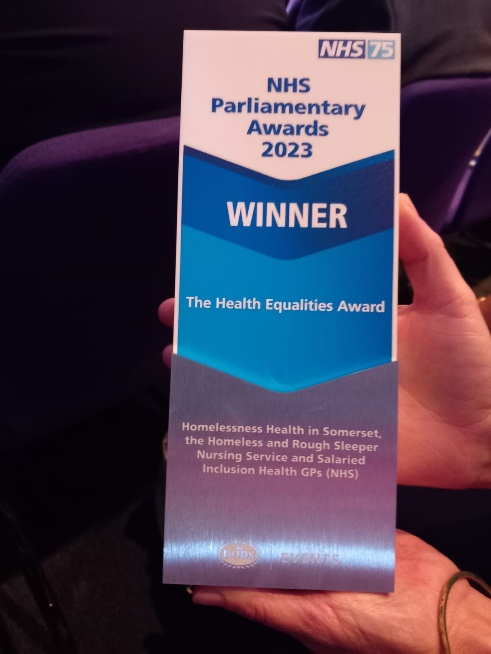 NHS 75
NHS
Parliamentary
Awards
2023
WINNER
The Health Equalities Award
Homelessness Health in Somerset,
the Homeless and Rough Sleeper
Nursing Service and Salaried
Inclusion Health GPs (NHS)
EVENTS